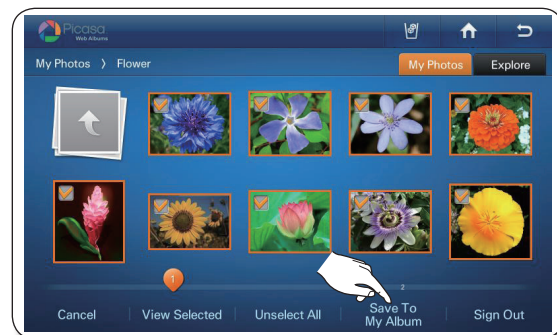 Picasa
Web Albums
My Photos 〉 Flower
My Photos
Explore
1
2
Cancel
View Selected
Unselect All
Save To
My Album
Sign Out